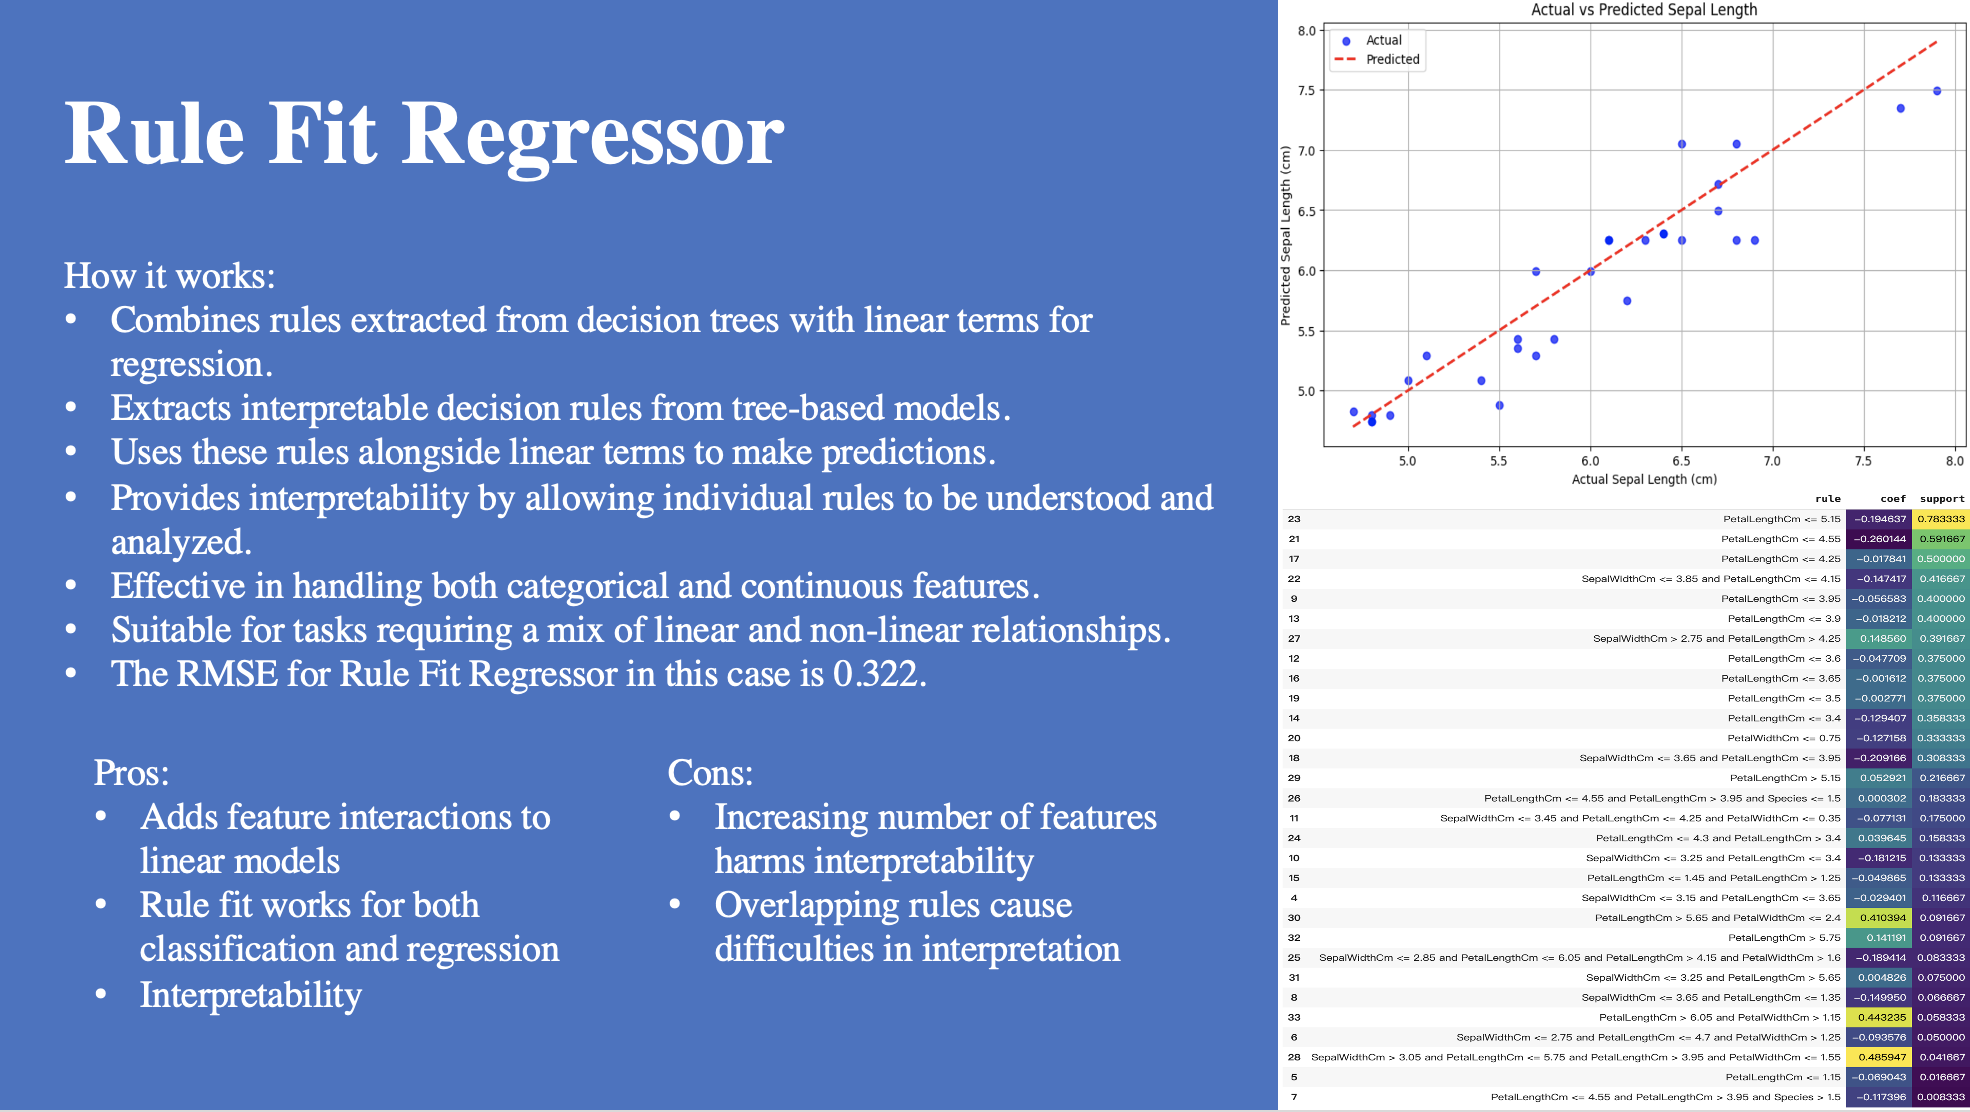 Rule Fit Regressor
How it works:
• Combines rules extracted from decision trees with linear terms for
regression.
• Extracts interpretable decision rules from tree-based models.
• Uses these rules alongside linear terms to make predictions.
• Provides interpretability by allowing individual rules to be understood and
analyzed.
• Effective in handling both categorical and continuous features.
• Suitable for tasks requiring a mix of linear and non-linear relationships.
• The RMSE for Rule Fit Regressor in this case is 0.322.
Pros:
• Adds feature interactions to
linear models
• Rule fit works for both
classification and regression
• Interpretability
Cons:
• Increasing number of features
harms interpretability
• Overlapping rules cause
difficulties in interpretation
Actual vs Predicted Sepal Length
Actual
Predicted
Predicted Sepal Length (cm)
8.0
7.5
7.0
6.5
6.0
5.5
5.0
5.0 5.5 6.0 6.5 7.0 7.5 8.0
Actual Sepal Length (cm)
rule coef support
23 PetalLengthCm <= 5.15 −0.194637 0.783333
21 PetalLengthCm <= 4.55 −0.260144 0.591667
17 PetalLengthCm <= 4.25 −0.017841 0.500000
22 SepalWidthCm <= 3.85 and PetalLengthCm <= 4.15 −0.147417 0.416667
9 PetalLengthCm <= 3.95 −0.056583 0.400000
13 PetalLengthCm <= 3.9 −0.018212 0.400000
27 SepalWidthCm > 2.75 and PetalLengthCm > 4.25 0.148560 0.391667
12 PetalLengthCm <= 3.6 −0.047709 0.375000
16 PetalLengthCm <= 3.65 −0.001612 0.375000
19 PetalLengthCm <= 3.5 −0.002771 0.375000
14 PetalLengthCm <= 3.4 −0.129407 0.358333
20 PetalWidthCm <= 0.75 −0.127158 0.333333
18 SepalWidthCm <= 3.65 and PetalLengthCm <= 3.95 −0.209166 0.308333
29 PetalLengthCm > 5.15 0.052921 0.216667
26 PetalLengthCm <= 4.55 and PetalLengthCm > 3.95 and Species <= 1.5 0.000302 0.183333
11 SepalWidthCm <= 3.45 and PetalLengthCm <= 4.25 and PetalWidthCm <= 0.35 −0.077131 0.175000
24 PetalLengthCm <= 4.3 and PetalLengthCm > 3.4 0.039645 0.158333
10 SepalWidthCm <= 3.25 and PetalLengthCm <= 3.4 −0.181215 0.133333
15 PetalLengthCm <= 1.45 and PetalLengthCm > 1.25 −0.049865 0.133333
4 SepalWidthCm <= 3.15 and PetalLengthCm <= 3.65 −0.029401 0.116667
30 PetalLengthCm > 5.65 and PetalWidthCm <= 2.4 0.410394 0.091667
32 PetalLengthCm > 5.75 0.141191 0.091667
25 SepalWidthCm <= 2.85 and PetalLengthCm <= 6.05 and PetalLengthCm > 4.15 and PetalWidthCm > 1.6 −0.189414 0.083333
31 SepalWidthCm <= 3.25 and PetalLengthCm > 5.65 0.004826 0.075000
8 SepalWidthCm <= 3.65 and PetalLengthCm <= 1.35 −0.149950 0.066667
33 PetalLengthCm > 6.05 and PetalWidthCm > 1.15 0.443235 0.058333
6 SepalWidthCm <= 2.75 and PetalLengthCm <= 4.7 and PetalWidthCm > 1.25 −0.093576 0.050000
28 SepalWidthCm > 3.05 and PetalLengthCm <= 5.75 and PetalLengthCm > 3.95 and PetalWidthCm <= 1.55 0.485947 0.041667
5 PetalLengthCm <= 1.15 −0.069043 0.016667
7 PetalLengthCm <= 4.55 and PetalLengthCm > 3.95 and Species > 1.5 −0.117396 0.008333